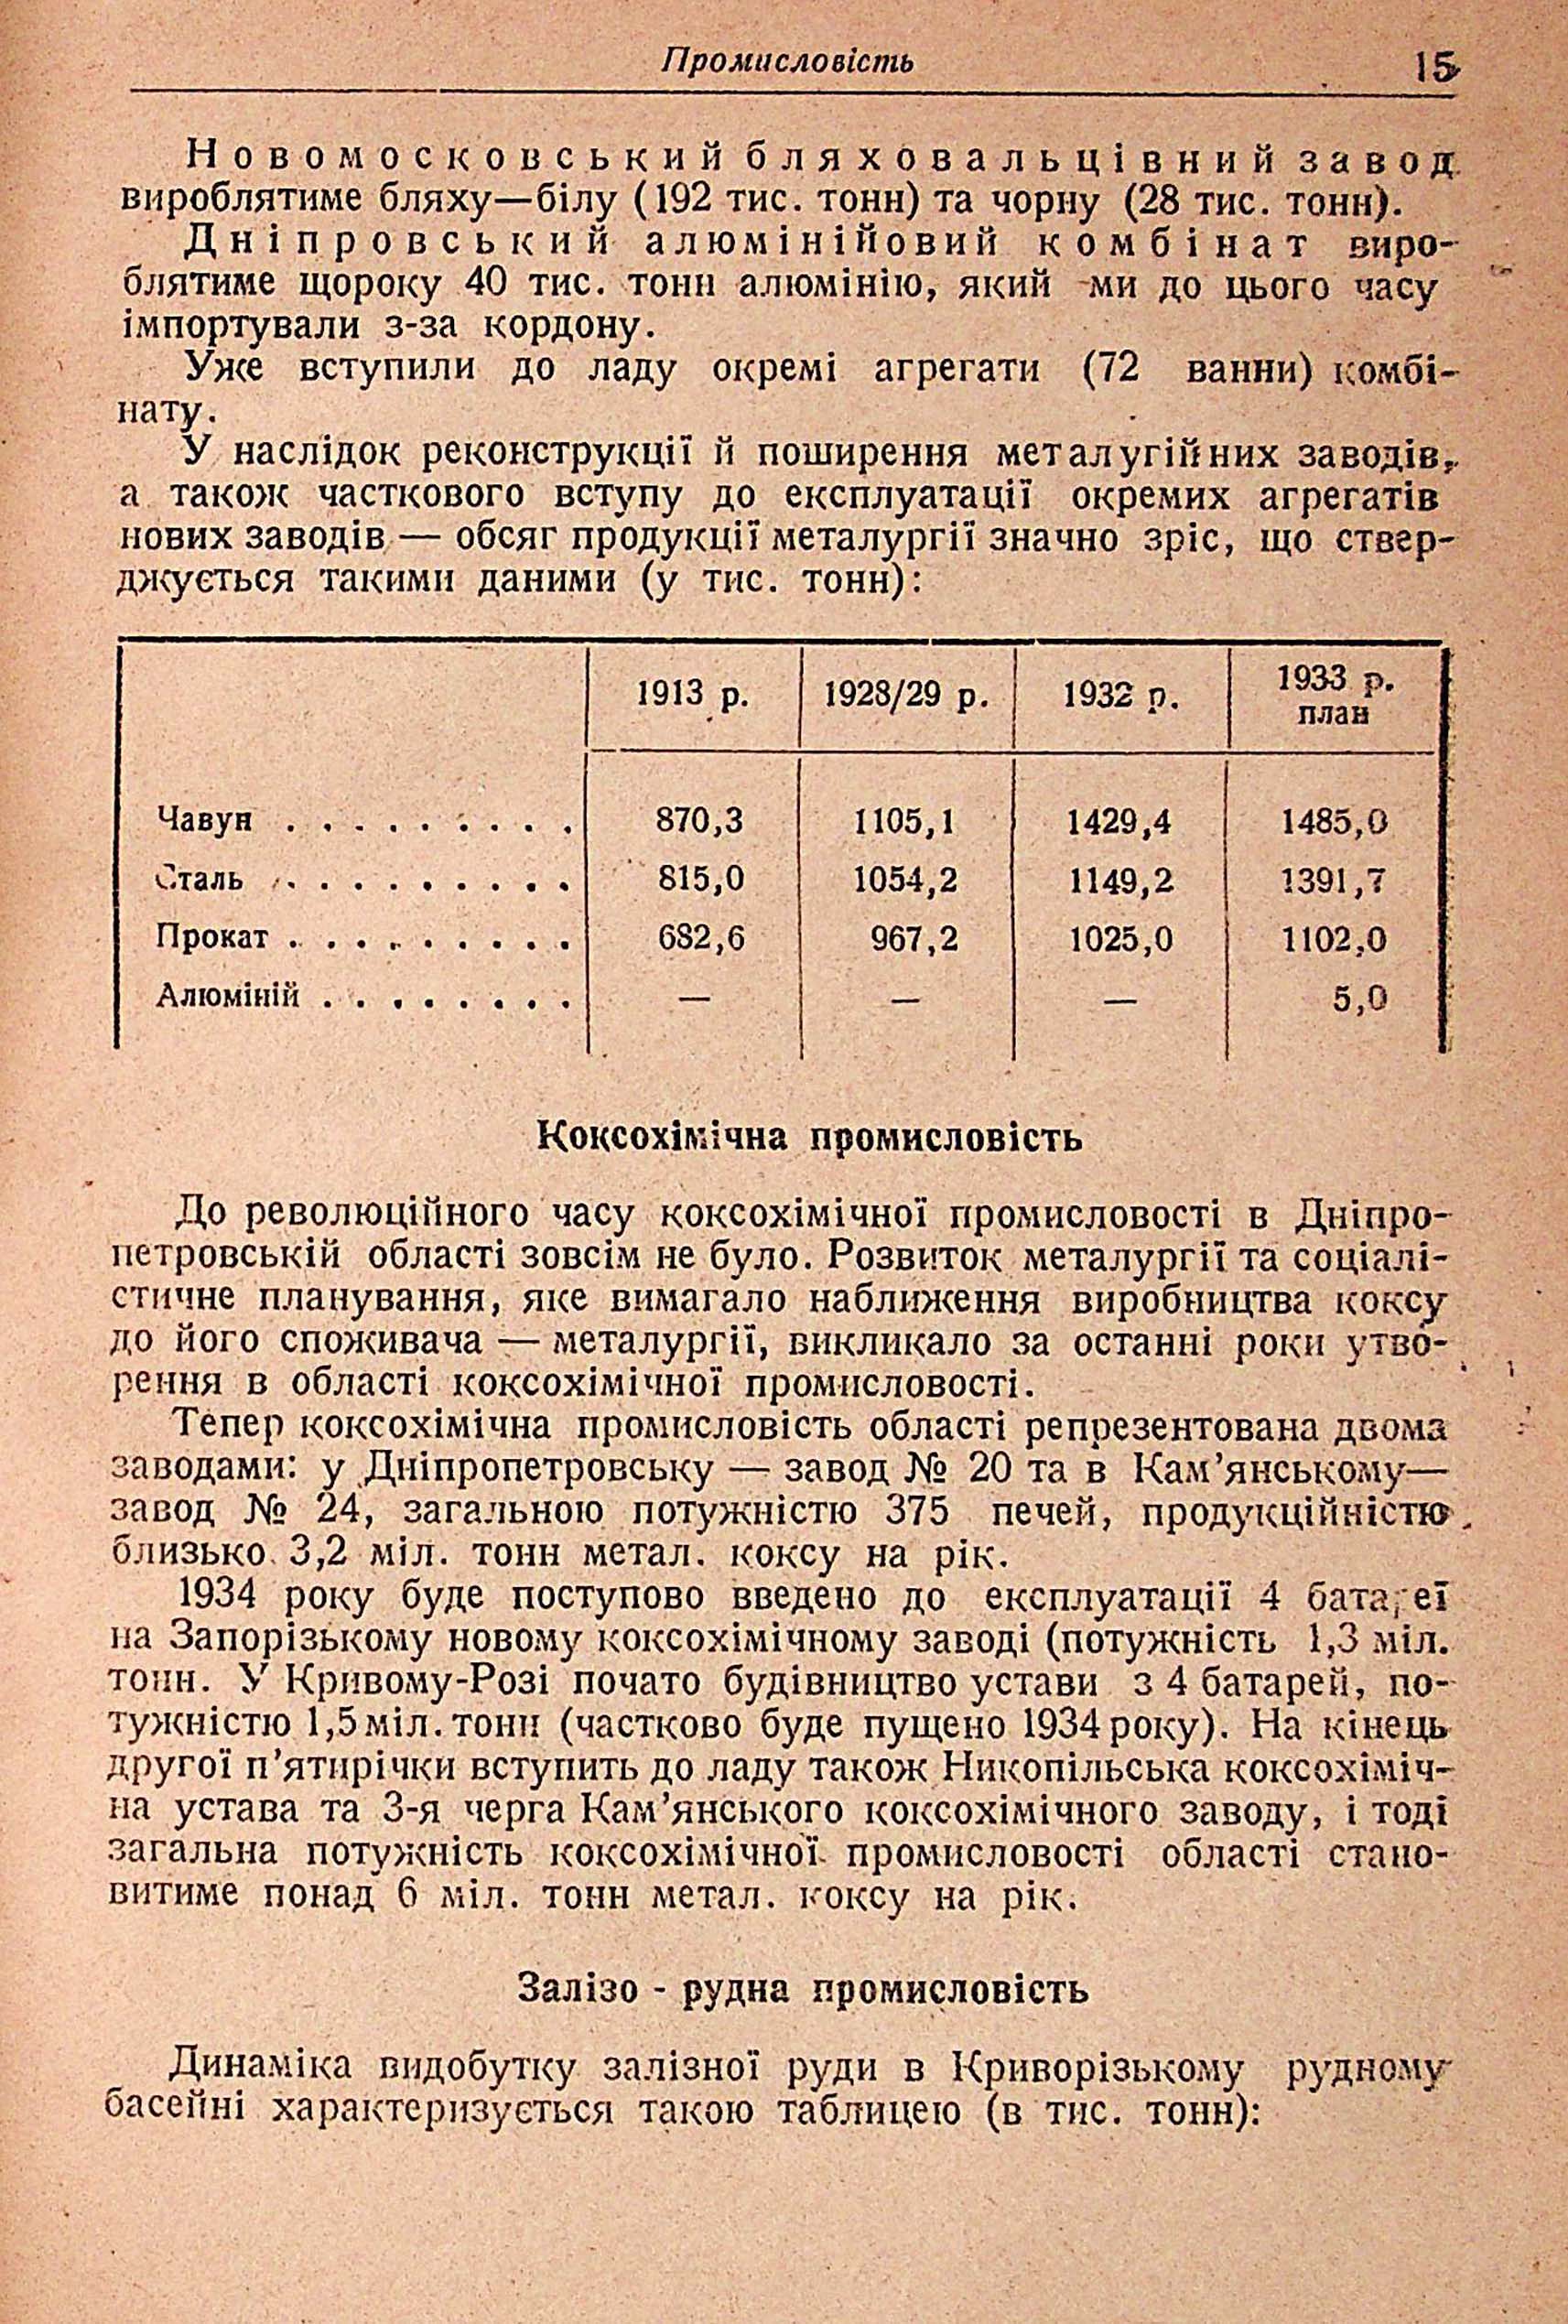 Промисловість 15
Новомосковський бляховальцівний завод
вироблятиме бляху—білу (192 тис. тонн) та чорну (28 тис. тонн).
Дніпровський алюмінійовий комбінат виро-
блятиме щороку 40 тис. тонн алюмінію, який ми до цього часу
імпортували з-за кордону.
Уже вступили до ладу окремі агрегати (72 ванни) комбі-
нату.
У наслідок реконструкції й поширення металугійних заводів,
а також часткового вступу до експлуатації окремих агрегатів
нових заводів — обсяг продукції металургії значно зріс, що ствер-
джується такими даними (у тис. тонн):
1913 р. 1928/29 р. 1932 р. 1933 р.
план
Чавун . . . . . . . . . 870,3 1105,1 1429,4 1485,0
Сталь . . . . . . . . . 815,0 1054,2 1149,2 1391,7
Прокат . . . . . . . . . 682,6 967,2 1025,0 1102,0
Алюміній . . . . . . . . — — — 5,0
Коксохімічна промисловість
До революційного часу коксохімічної промисловості в Дніпро-
петровській області зовсім не було. Розвиток металургії та соціалі-
стичне планування, яке вимагало наближення виробництва коксу
до його споживача — металургії, викликало за останні роки утво-
рення в області коксохімічної промисловості.
Тепер коксохімічна промисловість області репрезентована двома
заводами: у Дніпропетровську — завод № 20 та в Кам’янському—
завод № 24, загальною потужністю 375 печей, продукційністю
близько 3,2 міл. тонн метал. коксу на рік.
1934 року буде поступово введено до експлуатації 4 батареї
на Запорізькому новому коксохімічному заводі (потужність 1,3 міл.
тонн. У Кривому-Розі почато будівництво устави з 4 батарей, по-
тужністю 1,5 міл. тонн (частково буде пущено 1934 року). На кінець
другої п’ятирічки вступить до ладу також Никопільська коксохіміч-
на устава та 3-я черга Кам’янського коксохімічного заводу, і тоді
загальна потужність коксохімічної промисловості області стано-
витиме понад 6 міл. тонн метал. коксу на рік.
Залізо - рудна промисловість
Динаміка видобутку залізної руди в Криворізькому рудному
басейні характеризується такою таблицею (в тис. тонн):